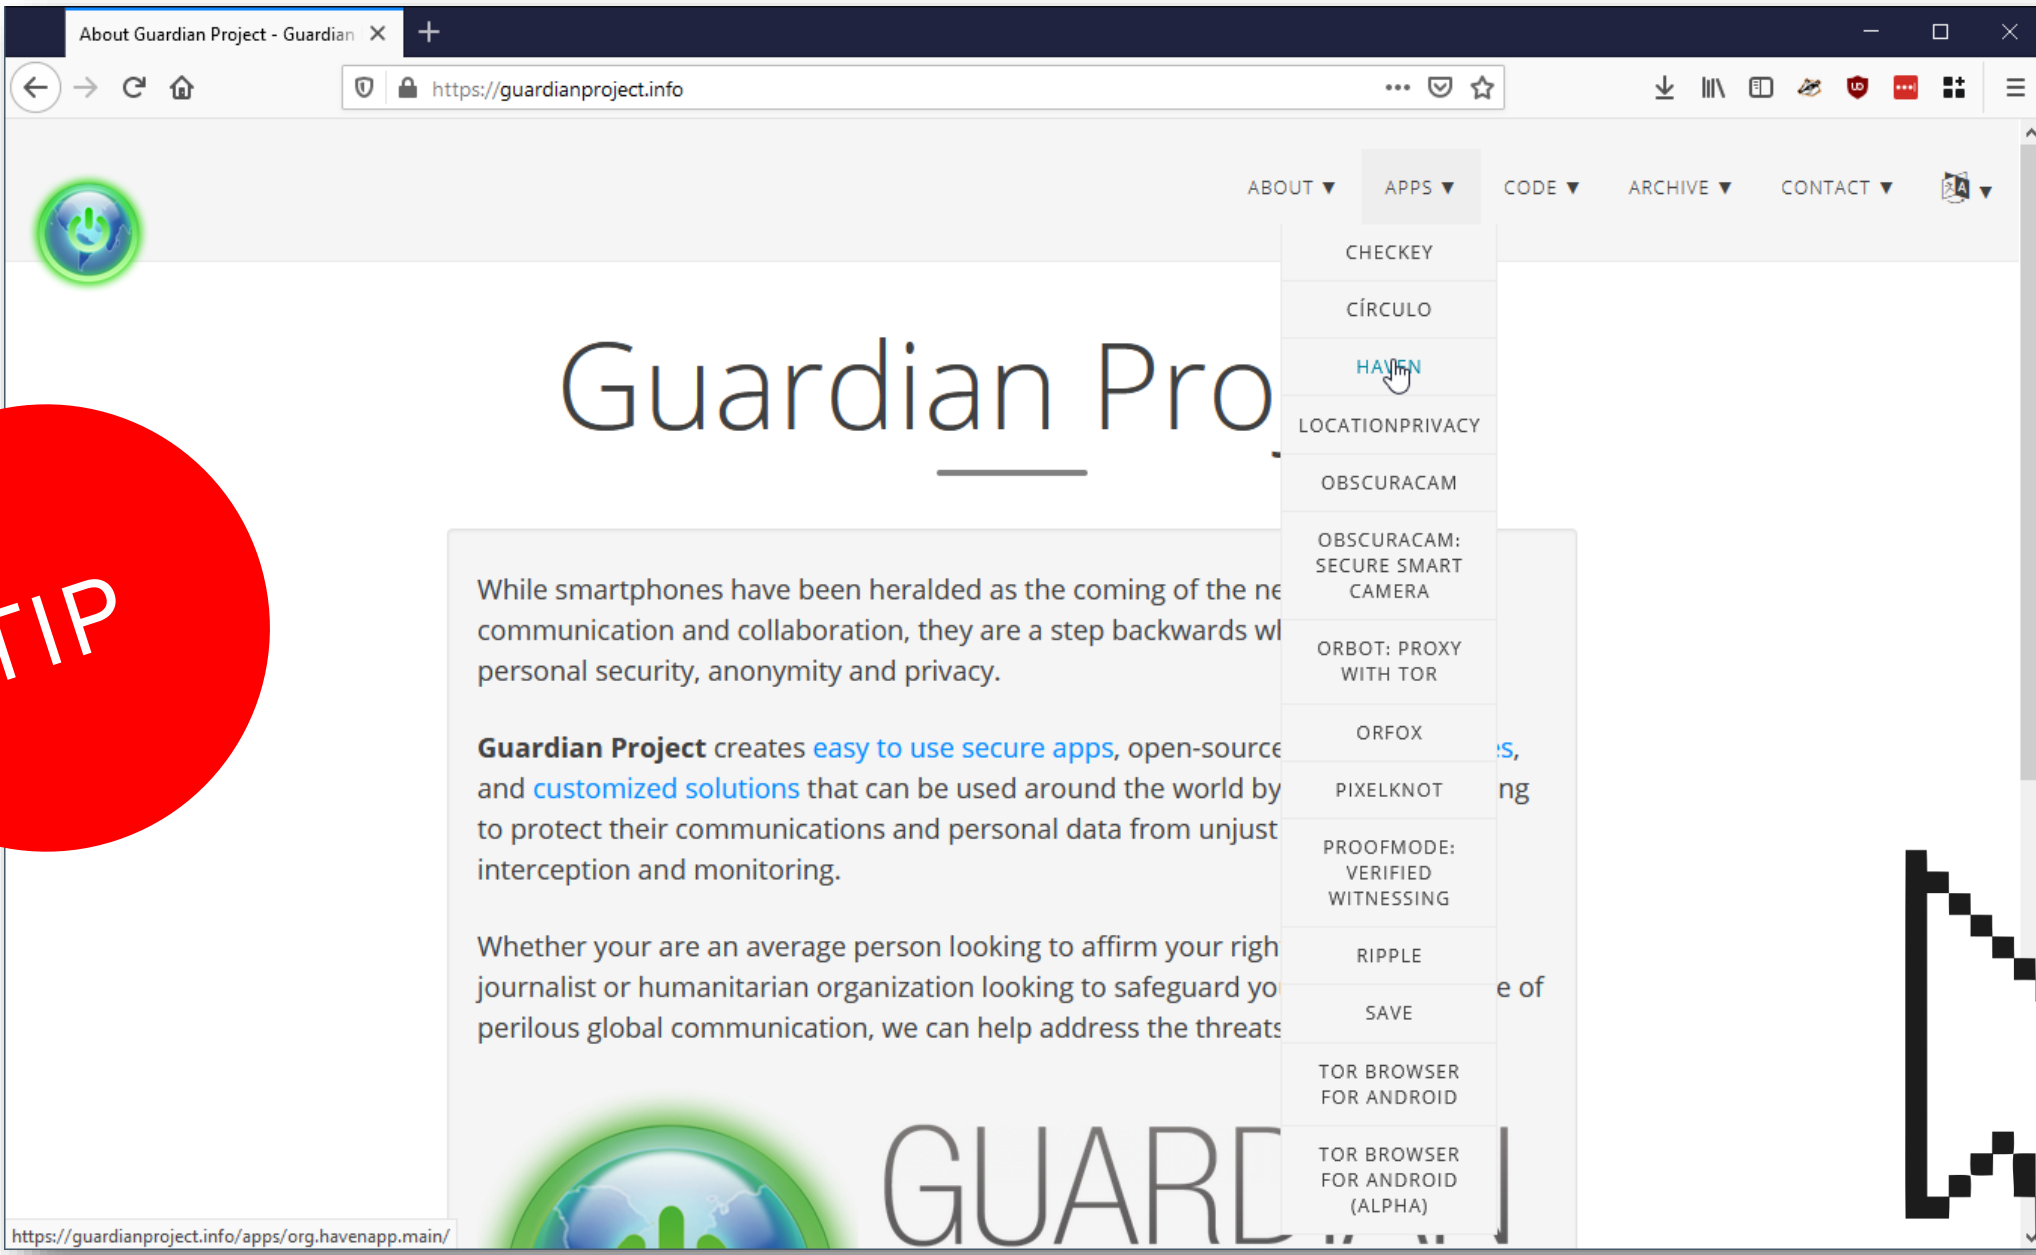 About Guardian Project - Guardian
https://guardianproject.info
ABOUT ▼ APPS ▼ CODE ▼ ARCHIVE ▼ CONTACT ▼
CHECKEY
CÍRCULO
HAVEN
LOCATIONPRIVACY
OBSCURACAM
OBSCURACAM:
SECURE SMART
CAMERA
ORBOT: PROXY
WITH TOR
ORFOX
PIXELKNOT
PROOFMODE:
VERIFIED
WITNESSING
RIPPLE
SAVE
TOR BROWSER
FOR ANDROID
TOR BROWSER
FOR ANDROID
(ALPHA)
Guardian Pro
TIP
While smartphones have been heralded as the coming of the
communication and collaboration, they are a step backwards
personal security, anonymity and privacy.
Guardian Project creates easy to use secure apps, open-source
and customized solutions that can be used around the world by
to protect their communications and personal data from unjust
interception and monitoring.
Whether your are an average person looking to affirm your
journalist or humanitarian organization looking to safeguard of
perilous global communication, we can help address the threats
GUARDIAN
https://guardianproject.info/apps/org.havenapp.main/